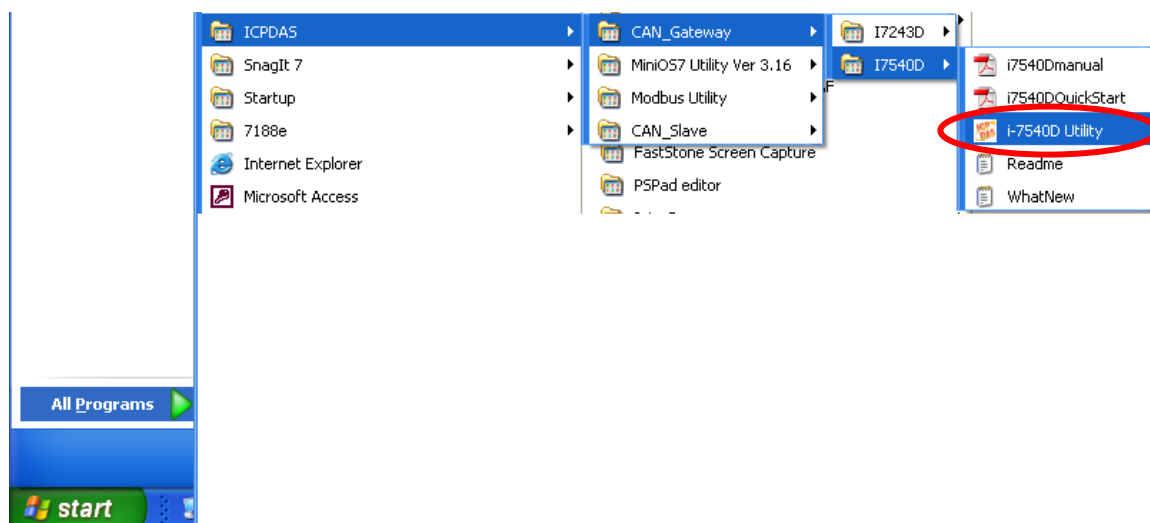 ICPDAS
SnagIt 7
Startup
7188e
Internet Explorer
Microsoft Access
CAN_Gateway
MiniOS7 Utility Ver 3.16
Modbus Utility
CAN_Slave
FastStone Screen Capture
PSPad editor
I7243D
I7540D
i7540Dmanual
i7540DQuickStart
i-7540D Utility
Readme
WhatNew
All Programs
start